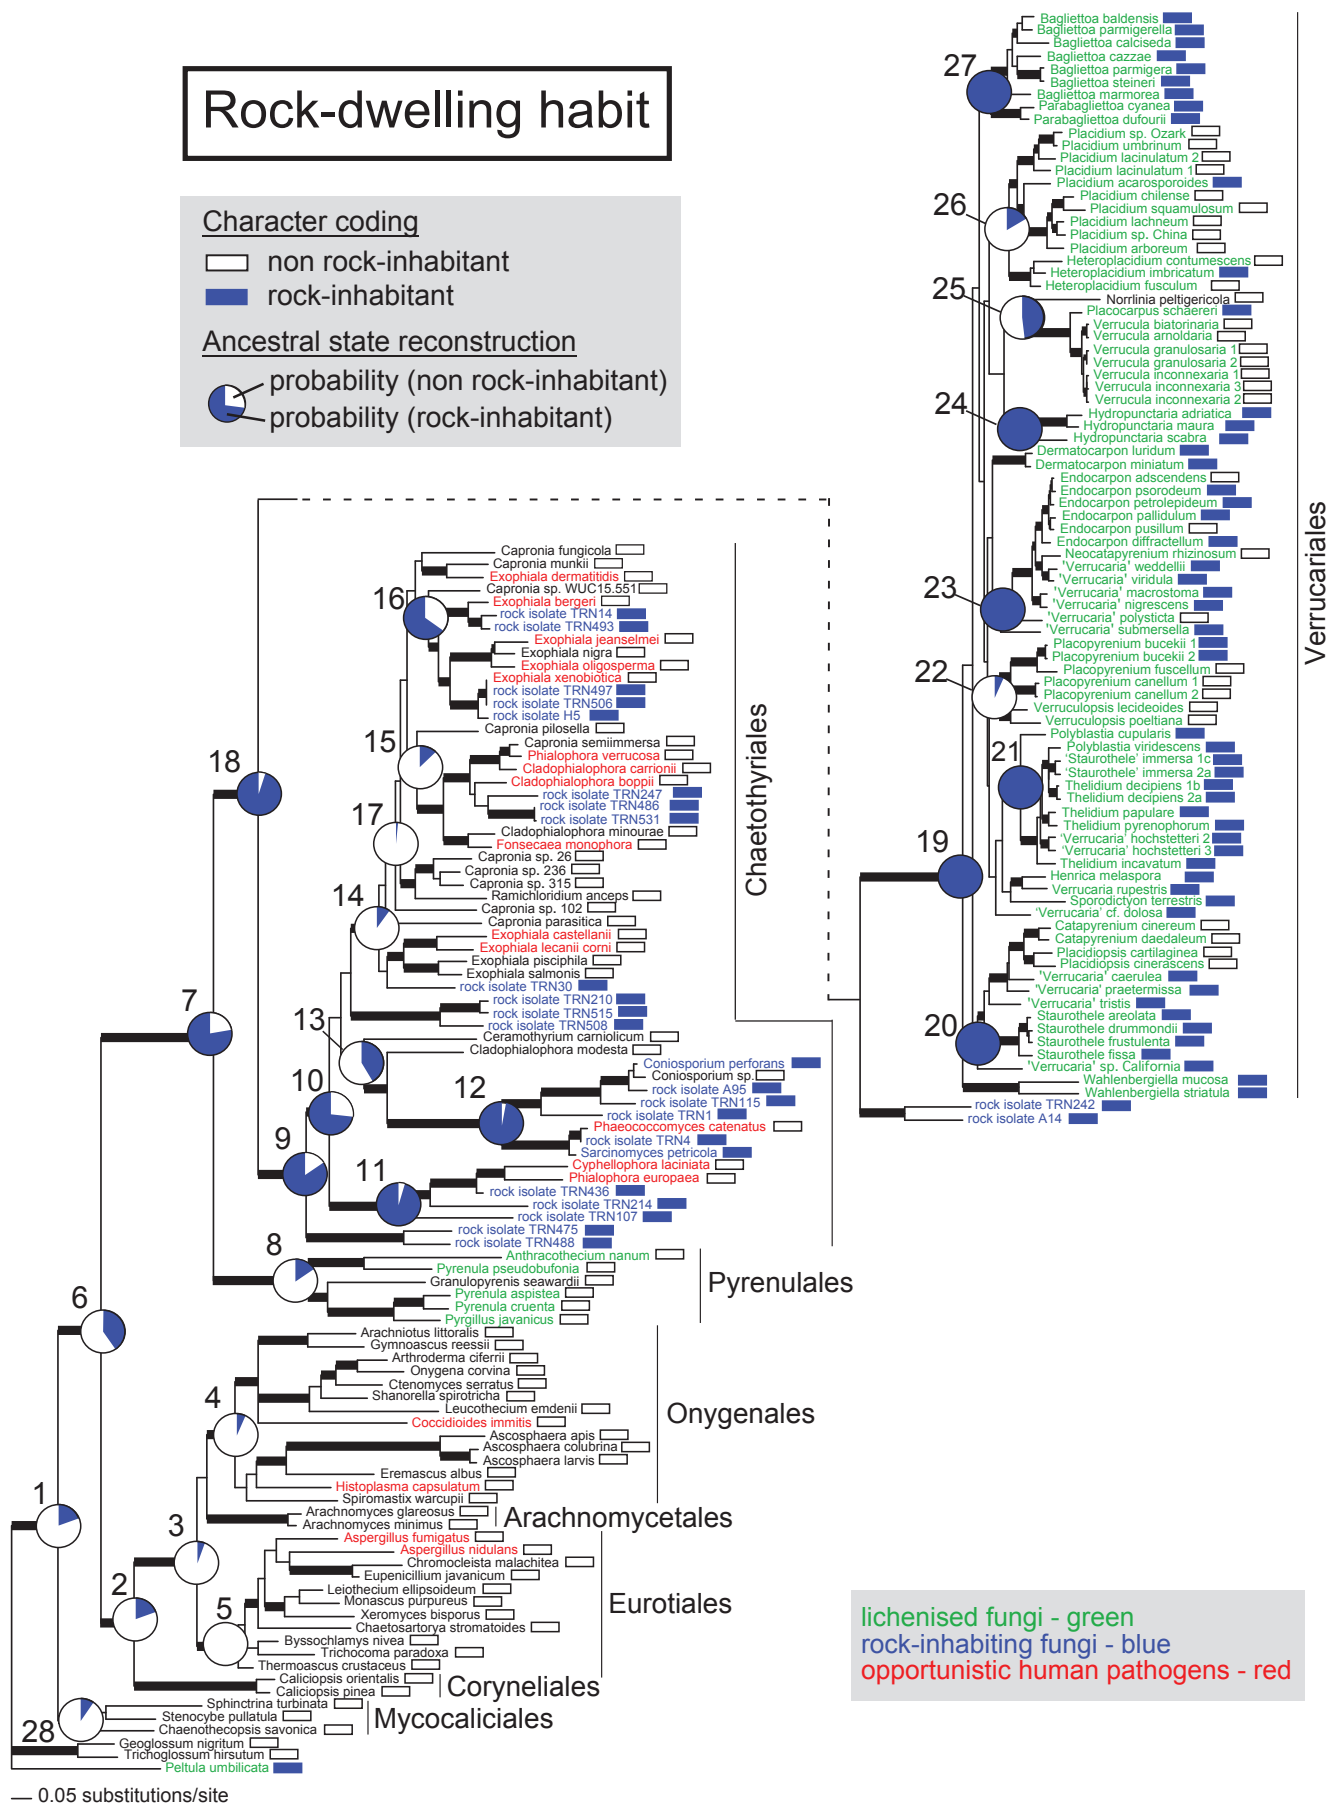 Rock-dwelling habit
Character coding
non rock-inhabitant
rock-inhabitant
Ancestral state reconstruction
probability (non rock-inhabitant)
probability (rock-inhabitant)
Capronia fungicola
Capronia munkii
Exophiala dermatitidis
Capronia sp. WUC15.551
Exophiala bergeri
rock isolate TRN14
rock isolate TRN493
Exophiala jeanselmei
Exophiala nigra
Exophiala oligosperma
Exophiala xenobiotica
rock isolate TRN497
rock isolate TRN506
rock isolate H5
Capronia pilosella
Capronia semiimmersa
Phialophora verrucosa
Cladophialophora carrionii
Cladophialophora boppii
rock isolate TRN247
rock isolate TRN486
rock isolate TRN531
Cladophialophora minourae
Fonsecaea monophora
Capronia sp. 26
Capronia sp. 236
Capronia sp. 315
Ramichloridium anceps
Capronia sp. 102
Capronia parasitica
Exophiala castellanii
Exophiala lecanii corni
Exophiala pisciphila
Exophiala salmonis
rock isolate TRN30
rock isolate TRN210
rock isolate TRN515
rock isolate TRN508
Ceramothyrium carniolicum
Cladophialophora modesta
Coniosporium perforans
Coniosporium sp.
rock isolate A95
rock isolate TRN115
rock isolate TRN1
Phaeococcomyces catenatus
rock isolate TRN4
Sarcinomyces petricola
Cyphellophora laciniata
Phialophora europaea
rock isolate TRN436
rock isolate TRN214
rock isolate TRN107
rock isolate TRN475
rock isolate TRN488
Chaetothyriales
Anthracothecium nanum
Pyrenula pseudobufonia
Granulopyrenis seawardii
Pyrenula aspistea
Pyrenula cruenta
Pyrgillus javanicus
Pyrenulales
Arachniotus littoralis
Gymnoascus reessii
Arthroderma ciferrii
Onygena corvina
Ctenomyces serratus
Shanorella spirotricha
Leucothecium emdenii
Coccidioides immitis
Ascosphaera apis
Ascosphaera colubrina
Ascosphaera larvis
Eremascus albus
Histoplasma capsulatum
Spiromastix warcupii
Onygenales
Arachnomyces glareosus
Arachnomyces minimus
Arachnomycetales
Aspergillus fumigatus
Aspergillus nidulans
Chromocleista malachitea
Eupenicillium javanicum
Leiothecium ellipsoideum
Monascus purpureus
Xeromyces bisporus
Chaetosartorya stromatoides
Byssochlamys nivea
Trichocoma paradoxa
Thermoascus crustaceus
Eurotiales
Caliciopsis orientalis
Caliciopsis pinea
Coryneliales
Sphinctrina turbinata
Stenocybe pullatula
Chaenothecopsis savonica
Mycocaliciales
Geoglossum nigritum
Trichoglossum hirsutum
Peltula umbilicata
16
15
18
17
14
7
13
10
12
9
11
8
6
4
1
3
2
5
28
0.05 substitutions/site
Bagliettoa baldensis
Bagliettoa parmigerella
Bagliettoa calciseda
Bagliettoa cazzae
Bagliettoa parmigera
Bagliettoa steineri
Bagliettoa marmorea
Parabagliettoa cyanea
Parabagliettoa dufourii
Placidium sp. Ozark
Placidium umbrinum
Placidium lacinulatum 2
Placidium lacinulatum 1
Placidium acarosporoides
Placidium chilense
Placidium squamulosum
Placidium lachneum
Placidium sp. China
Placidium arboreum
Heteroplacidium contumescens
Heteroplacidium imbricatum
Heteroplacidium fusculum
Norrlinia peltigericola
Placocarpus schaereri
Verrucula biatorinaria
Verrucula arnoldaria
Verrucula granulosaria 1
Verrucula granulosaria 2
Verrucula inconnexaria 1
Verrucula inconnexaria 3
Verrucula inconnexaria 2
Hydropunctaria adriatica
Hydropunctaria maura
Hydropunctaria scabra
Dermatocarpon luridum
Dermatocarpon miniatum
Endocarpon adscendens
Endocarpon psorodeum
Endocarpon petrolepideum
Endocarpon pallidulum
Endocarpon pusillum
Endocarpon diffractellum
Neocatapyrenium rhizinosum
'Verrucaria' weddellii
'Verrucaria' viridula
'Verrucaria' macrostoma
'Verrucaria' nigrescens
'Verrucaria' polysticta
'Verrucaria' submersella
Placopyrenium bucekii 1
Placopyrenium bucekii 2
Placopyrenium fuscellum
Placopyrenium canellum 1
Placopyrenium canellum 2
Verruculopsis lecideoides
Verruculopsis poeltiana
Polyblastia cupularis
Polyblastia viridescens
'Staurothele' immersa 1c
'Staurothele' immersa 2a
Thelidium decipiens 1b
Thelidium decipiens 2a
Thelidium papulare
Thelidium pyrenophorum
'Verrucaria' hochstetteri 2
'Verrucaria' hochstetteri 3
Thelidium incavatum
Henrica melaspora
Verrucaria rupestris
Sporodictyon terrestris
'Verrucaria' cf. dolosa
Catapyrenium cinereum
Catapyrenium daedaleum
Placidiopsis cartilaginea
Placidiopsis cinerascens
'Verrucaria' caerulea
'Verrucaria' praetermissa
'Verrucaria' tristis
Staurothele areolata
Staurothele drummondii
Staurothele frustulenta
Staurothele fissa
'Verrucaria' sp. California
Wahlenbergiella mucosa
Wahlenbergiella striatula
rock isolate TRN242
rock isolate A14
Verrucariales
27
26
25
24
23
22
21
19
20
lichenised fungi - green
rock-inhabiting fungi - blue
opportunistic human pathogens - red